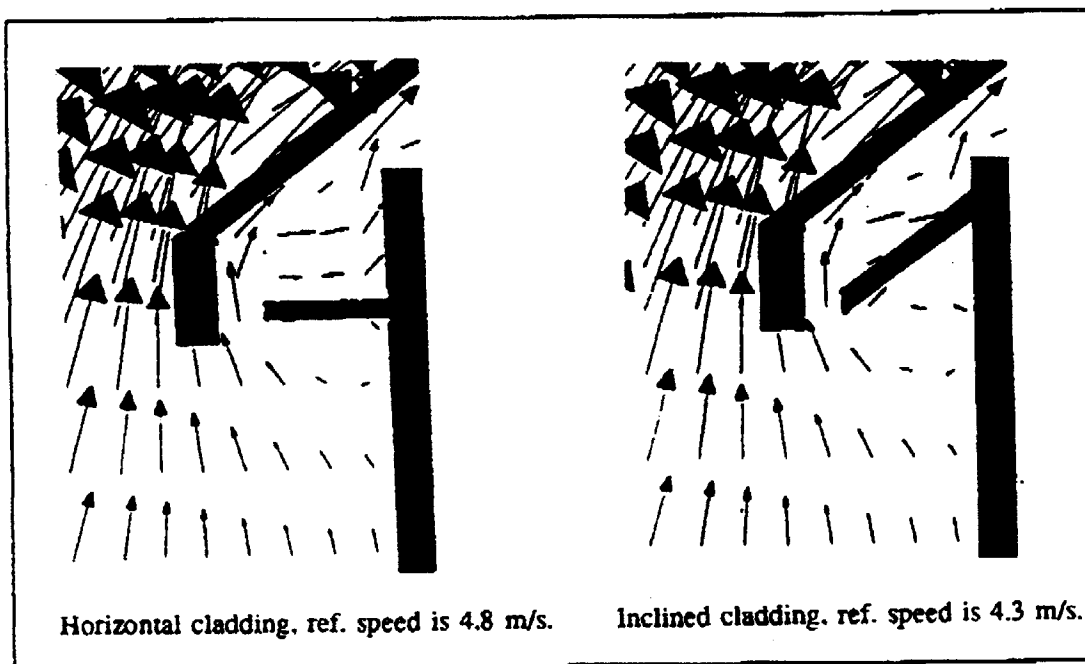 Horizontal cladding, ref. speed is 4.8 m/s.
Inclined cladding, ref. speed is 4.3 m/s.